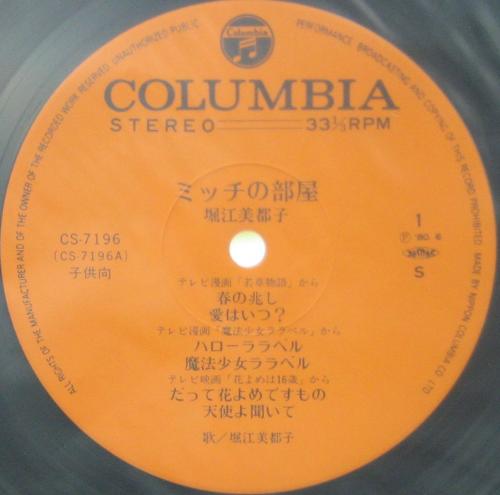 Columbia
COLUMBIA
STEREO 33⅓RPM
ミッチの部屋
堀江美都子
CS-7196
(CS-7196A)
子供向
1
Ⓟ '80. 6
S
テレビ漫画「若草物語」から
春の兆し
愛はいつ?
テレビ漫画「魔法少女ララベル」から
ハローララベル
魔法少女ララベル
テレビ映画「花よめは16歳」から
だって花よめですもの
天使よ聞いて
歌/堀江美都子
ALL RIGHTS OF THE MANUFACTURER AND OF THE OWNER OF THE RECORDED WORK RESERVED. UNAUTHORIZED PUBLIC PERFORMANCE BROADCASTING AND COPYING OF THIS RECORD PROHIBITED. MADE BY NIPPON COLUMBIA CO. LTD.